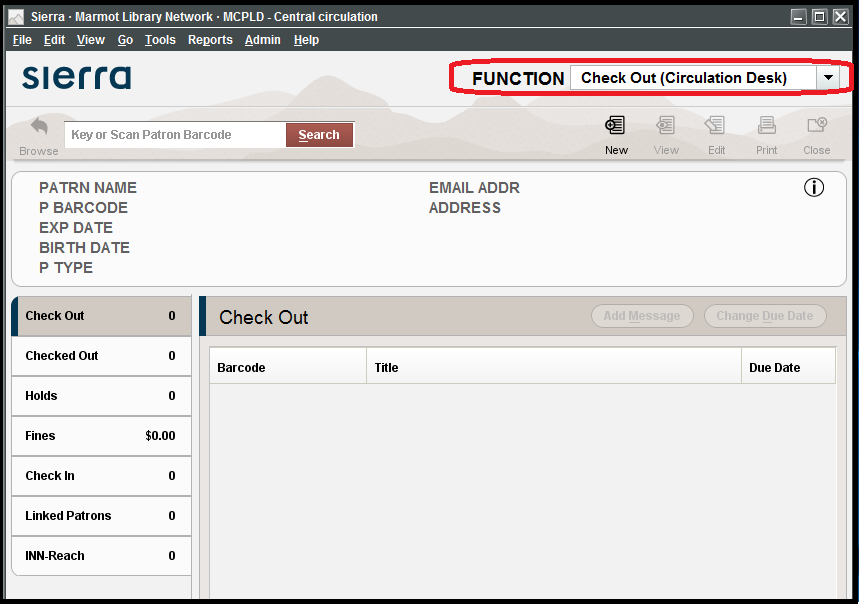 Sierra · Marmot Library Network · MCPLD - Central circulation
File Edit View Go Tools Reports Admin Help
sierra
FUNCTION Check Out (Circulation Desk)
Browse
Key or Scan Patron Barcode
Search
New View Edit Print Close
PATRN NAME
P BARCODE
EXP DATE
BIRTH DATE
P TYPE
EMAIL ADDR
ADDRESS
i
Check Out 0
Checked Out 0
Holds 0
Fines $0.00
Check In 0
Linked Patrons 0
INN-Reach 0
Check Out
Add Message Change Due Date
Barcode Title Due Date